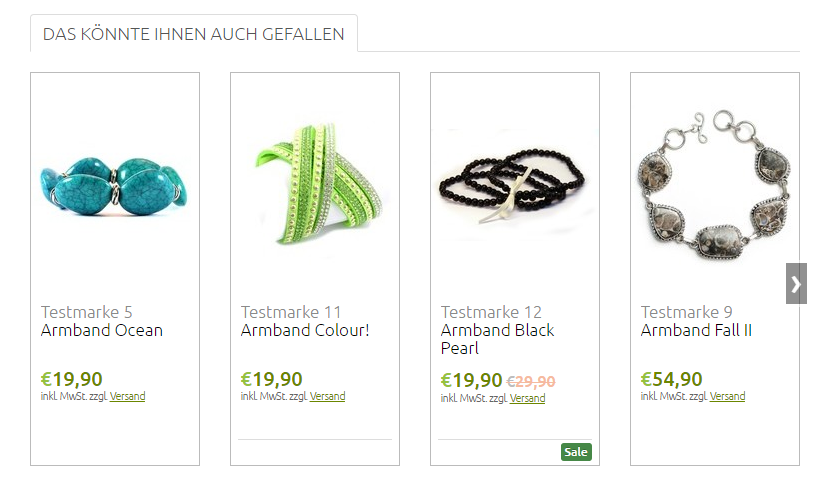 DAS KÖNNTE IHNEN AUCH GEFALLEN
Testmarke 5
Armband Ocean
€19,90
inkl. MwSt. zzgl. Versand
Testmarke 11
Armband Colour!
€19,90
inkl. MwSt. zzgl. Versand
Testmarke 12
Armband Black
Pearl
€19,90 €29,90
inkl. MwSt. zzgl. Versand
Sale
Testmarke 9
Armband Fall II
€54,90
inkl. MwSt. zzgl. Versand